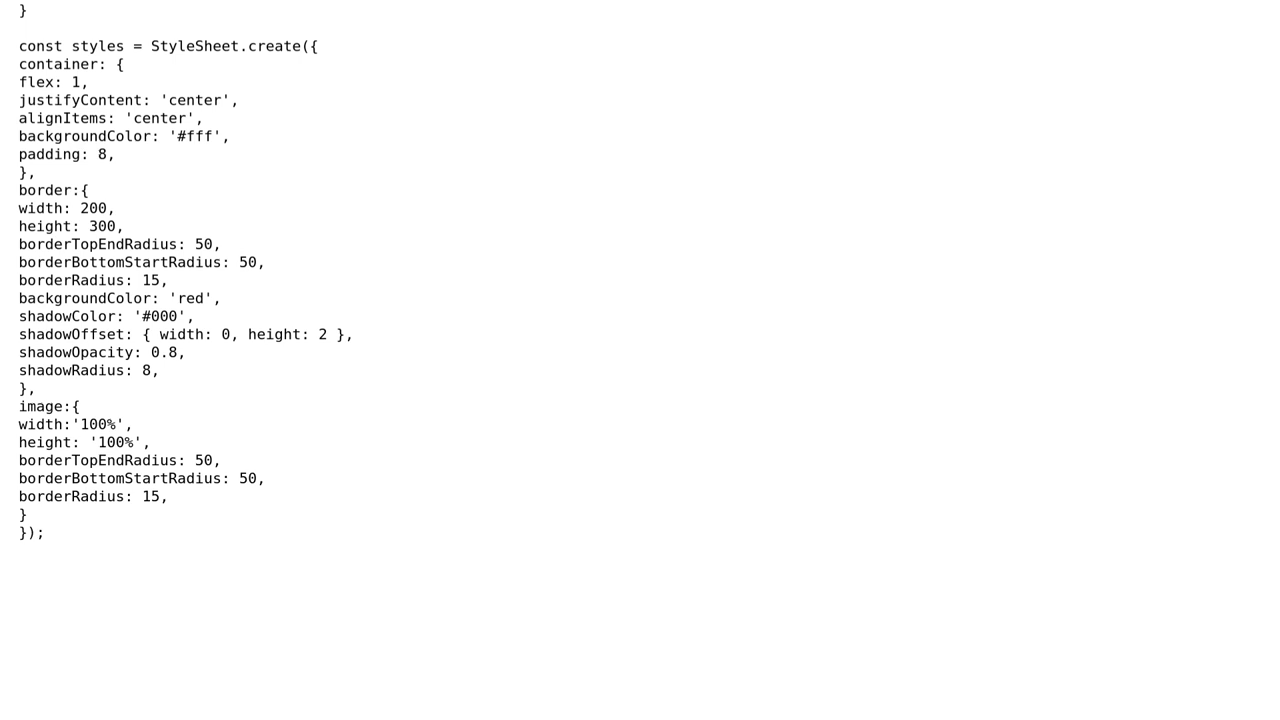 }
const styles = StyleSheet.create({
container: {
flex: 1,
justifyContent: 'center',
alignItems: 'center',
backgroundColor: '#fff',
padding: 8,
},
border:{
width: 200,
height: 300,
borderTopEndRadius: 50,
borderBottomStartRadius: 50,
borderRadius: 15,
backgroundColor: 'red',
shadowColor: '#000',
shadowOffset: { width: 0, height: 2 },
shadowOpacity: 0.8,
shadowRadius: 8,
},
image:{
width:'100%',
height: '100%',
borderTopEndRadius: 50,
borderBottomStartRadius: 50,
borderRadius: 15,
}
});